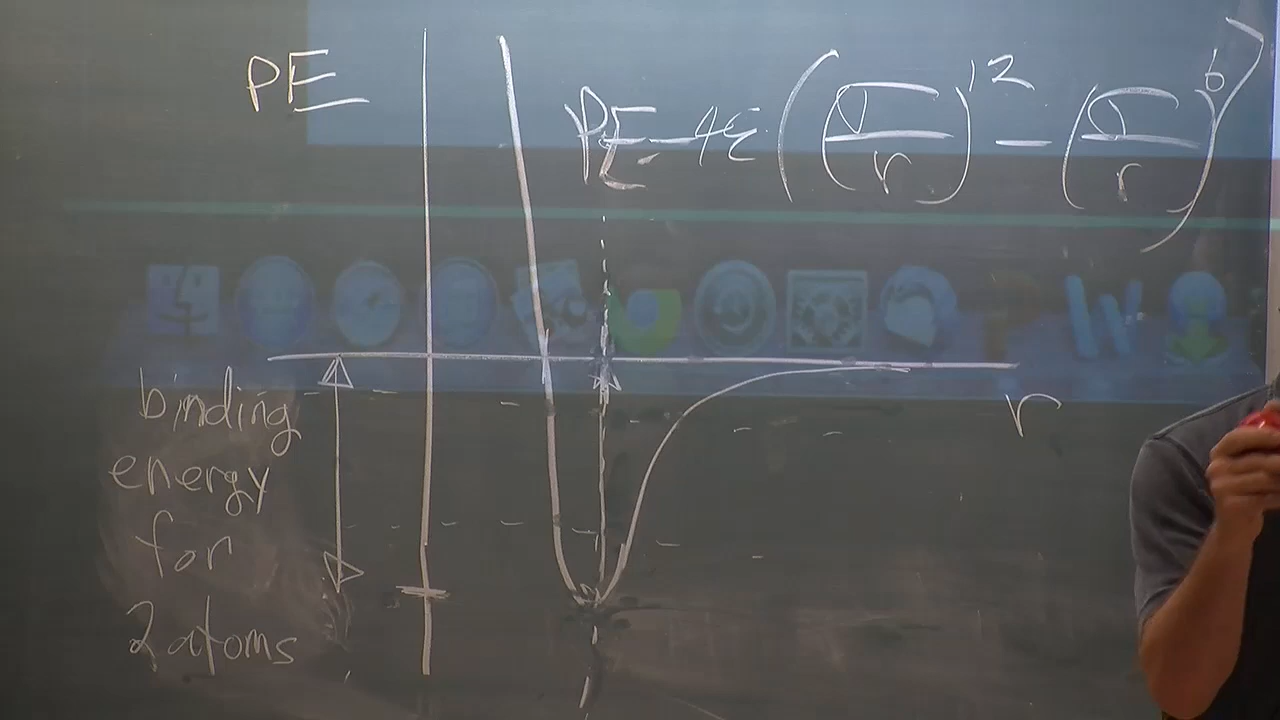 PE
PE = 4ε ((σ/r)^12 − (σ/r)^6)
r
binding
energy
for
2 atoms
W